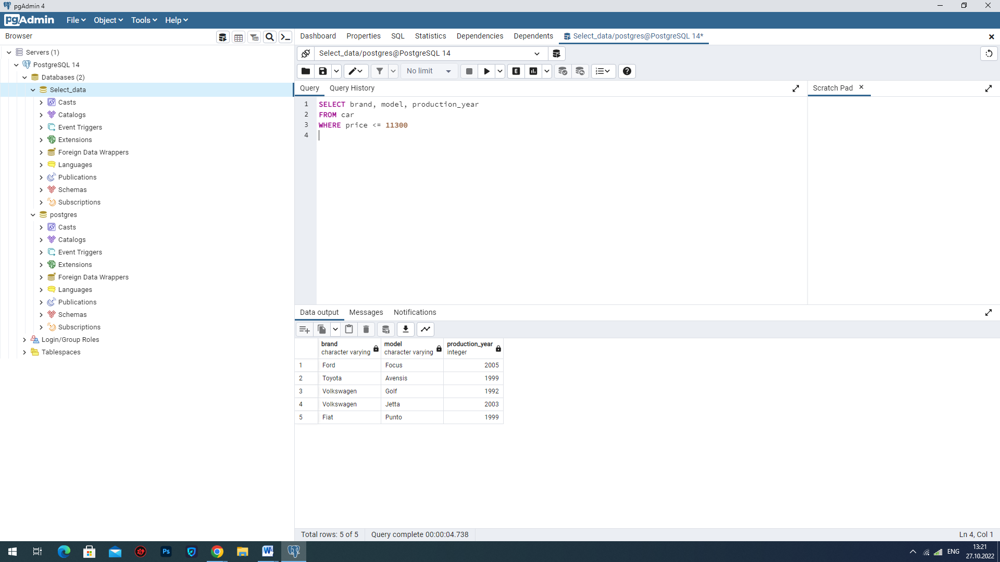 pgAdmin 4
pgAdmin
File
Object
Tools
Help
Browser
Servers (1)
PostgreSQL 14
Databases (2)
Select_data
Casts
Catalogs
Event Triggers
Extensions
Foreign Data Wrappers
Languages
Publications
Schemas
Subscriptions
postgres
Casts
Catalogs
Event Triggers
Extensions
Foreign Data Wrappers
Languages
Publications
Schemas
Subscriptions
Login/Group Roles
Tablespaces
Dashboard Properties SQL Statistics Dependencies Dependents Select_data/postgres@PostgreSQL 14*
Select_data/postgres@PostgreSQL 14
No limit
E
Query Query History
Scratch Pad
1 SELECT brand, model, production_year
2 FROM car
3 WHERE price <= 11300
4
Data output Messages Notifications
brand character varying
model character varying
production_year integer
1 Ford Focus 2005
2 Toyota Avensis 1999
3 Volkswagen Golf 1992
4 Volkswagen Jetta 2003
5 Fiat Punto 1999
Total rows: 5 of 5 Query complete 00:00:04.738
Ln 4, Col 1
Ps
W
ENG
13:21
27.10.2022